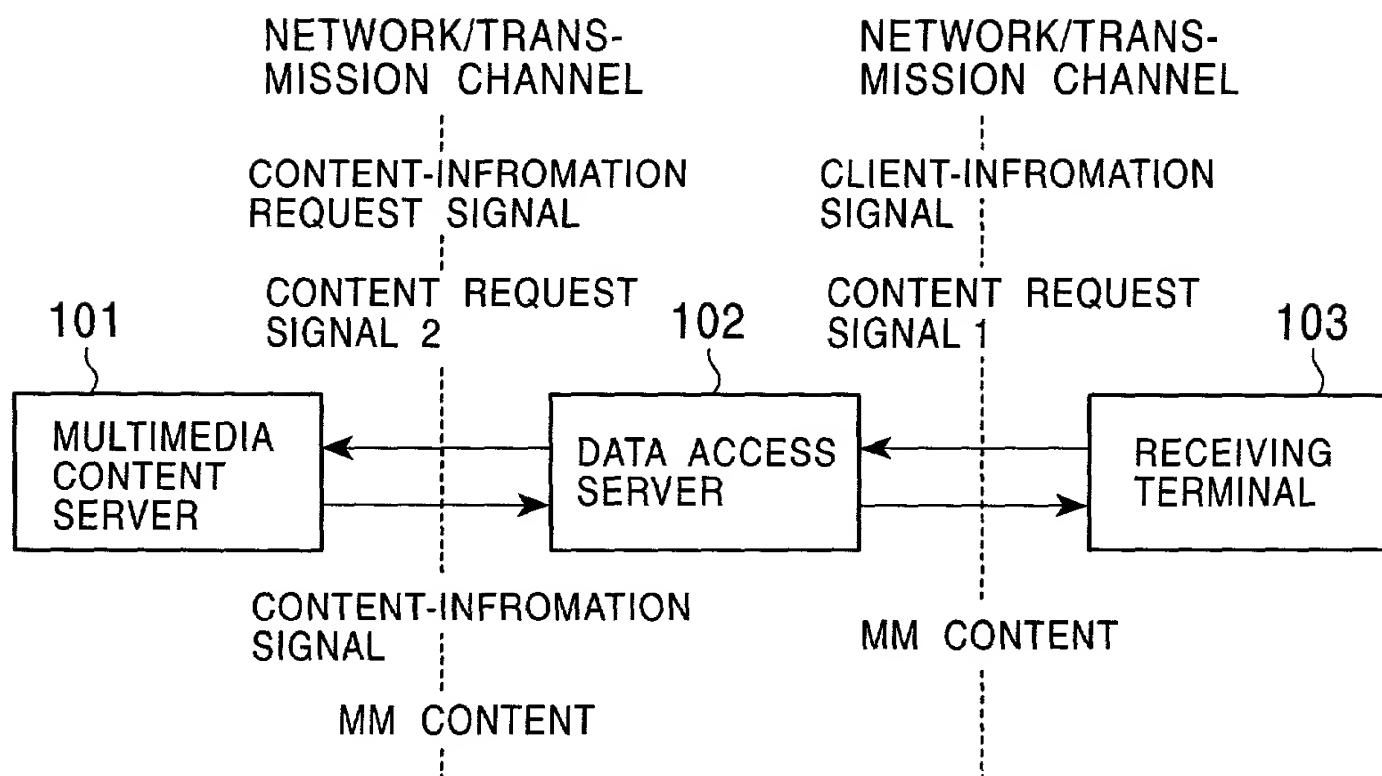 NETWORK/TRANS-
MISSION CHANNEL
NETWORK/TRANS-
MISSION CHANNEL
CONTENT-INFROMATION
REQUEST SIGNAL
CLIENT-INFROMATION
SIGNAL
CONTENT REQUEST
SIGNAL 2
CONTENT REQUEST
SIGNAL 1
101
102
103
MULTIMEDIA
CONTENT
SERVER
DATA ACCESS
SERVER
RECEIVING
TERMINAL
CONTENT-INFROMATION
SIGNAL
MM CONTENT
MM CONTENT